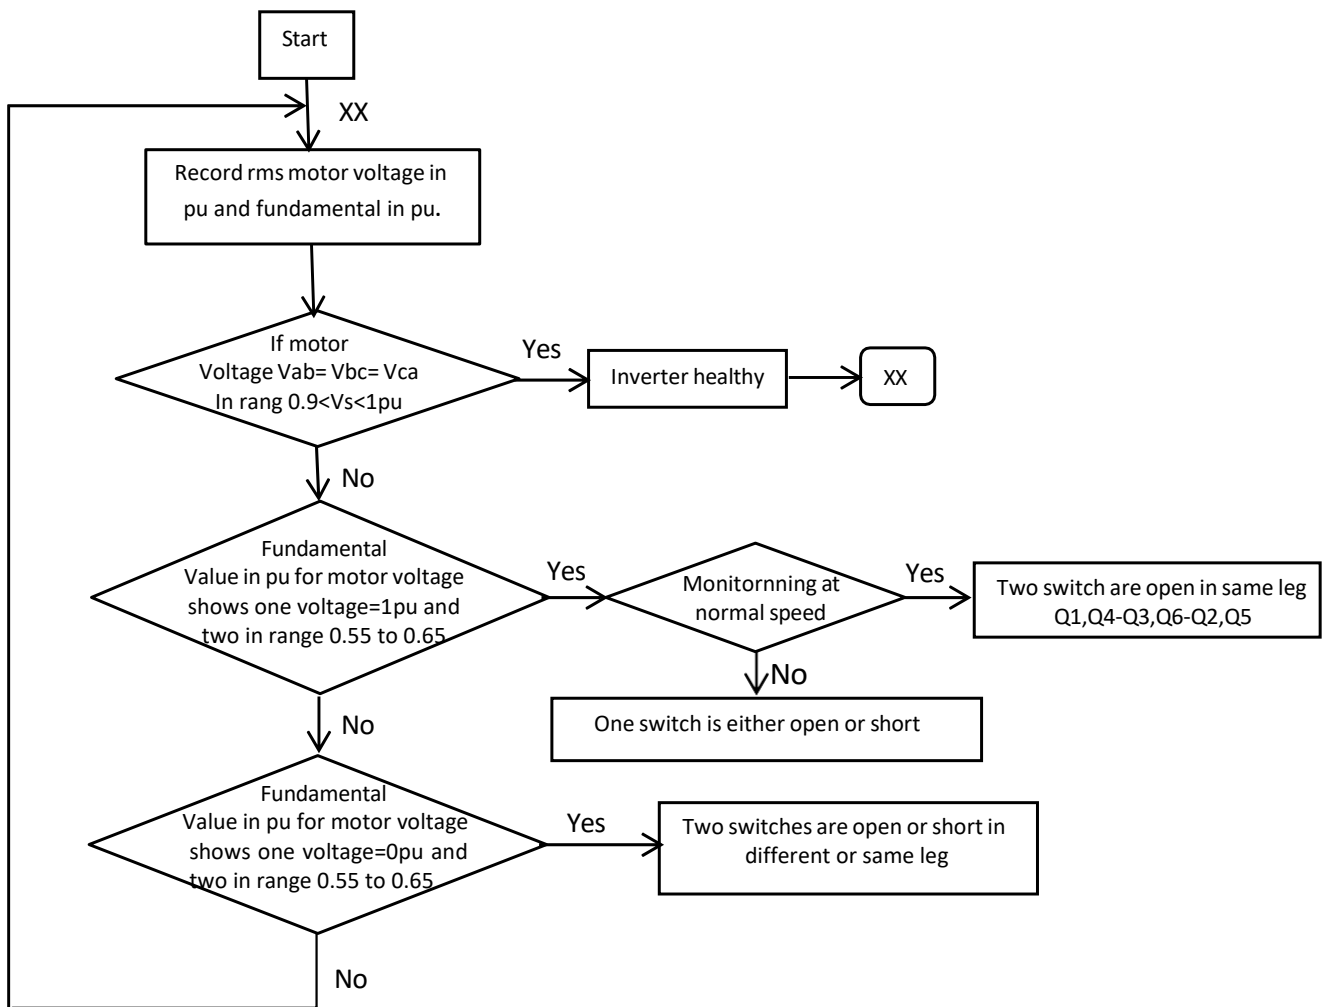 Start
XX
Record rms motor voltage in
pu and fundamental in pu.
If motor
Voltage Vab= Vbc= Vca
In rang 0.9<Vs<1pu
Yes
Inverter healthy
XX
No
Fundamental
Value in pu for motor voltage
shows one voltage=1pu and
two in range 0.55 to 0.65
Yes
Monitornning at
normal speed
Yes
Two switch are open in same leg
Q1,Q4-Q3,Q6-Q2,Q5
No
One switch is either open or short
No
Fundamental
Value in pu for motor voltage
shows one voltage=0pu and
two in range 0.55 to 0.65
Yes
Two switches are open or short in
different or same leg
No